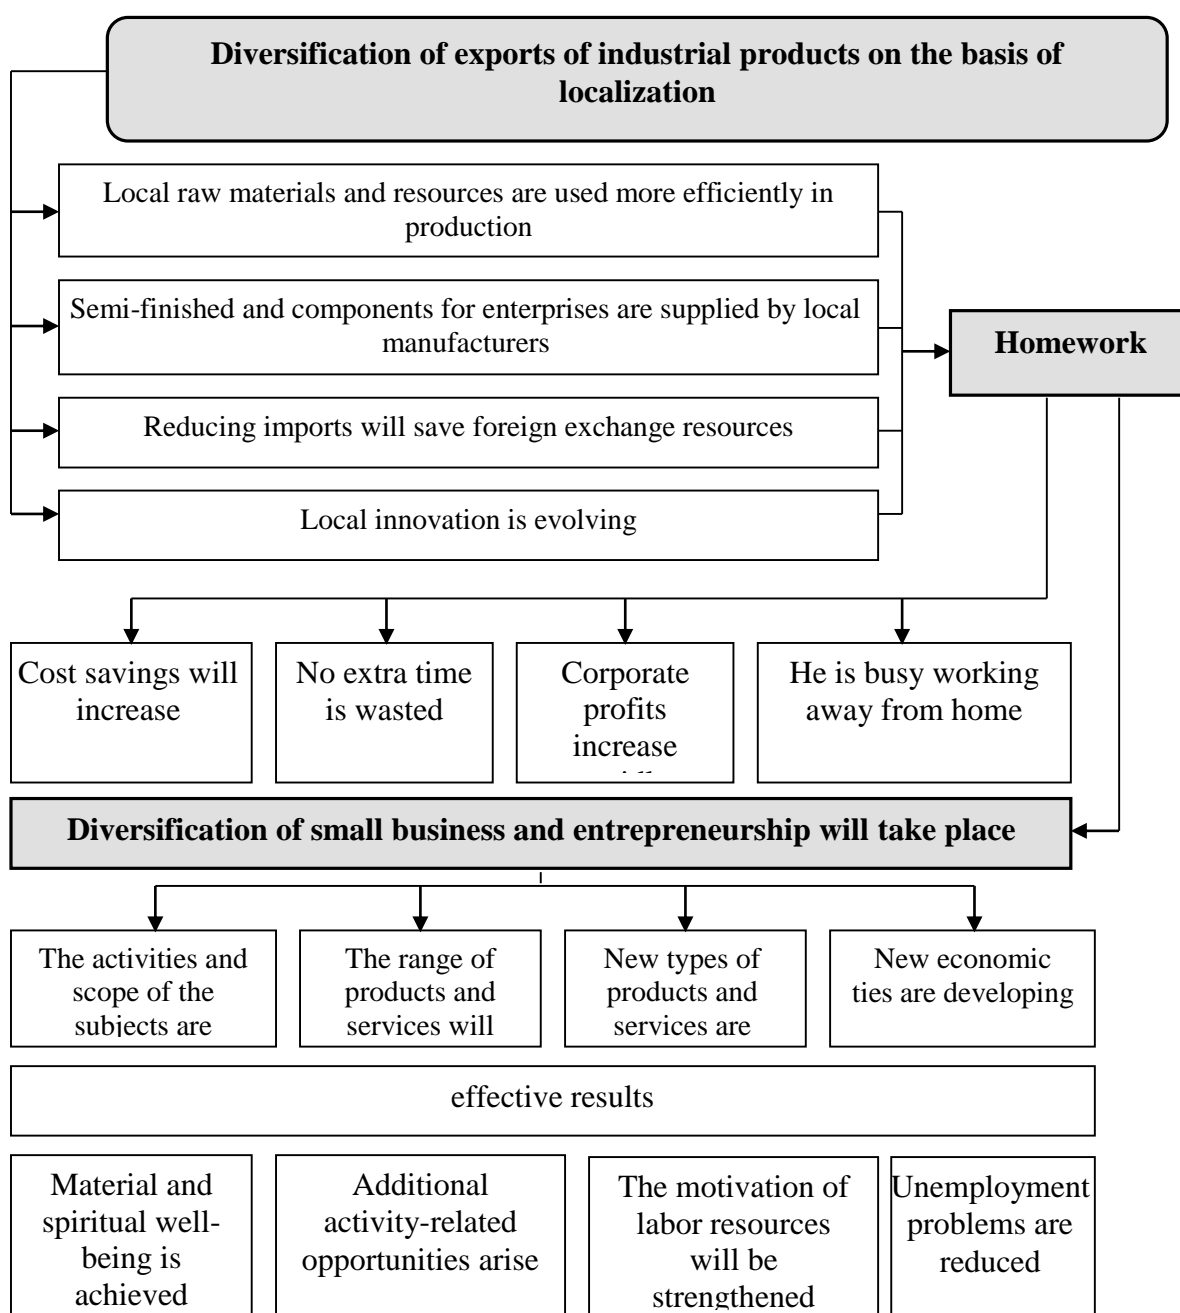 Diversification of exports of industrial products on the basis of
localization
Local raw materials and resources are used more efficiently in
production
Semi-finished and components for enterprises are supplied by local
manufacturers
Homework
Reducing imports will save foreign exchange resources
Local innovation is evolving
Cost savings will
increase
No extra time
is wasted
Corporate
profits
increase
He is busy working
away from home
Diversification of small business and entrepreneurship will take place
The activities and
scope of the
subjects are
The range of
products and
services will
New types of
products and
services are
New economic
ties are developing
effective results
Material and
spiritual well-
being is
achieved
Additional
activity-related
opportunities arise
The motivation of
labor resources
will be
strengthened
Unemployment
problems are
reduced